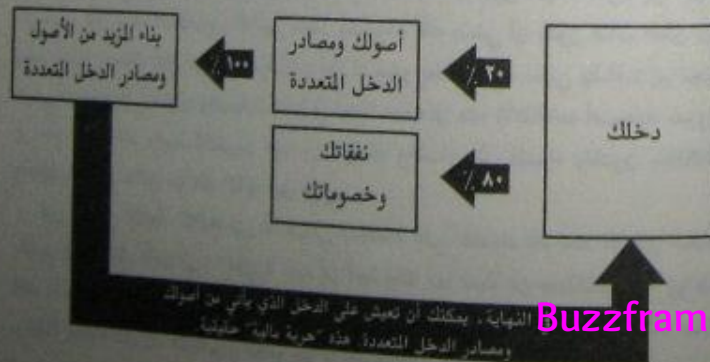 دخلك
٢٠ ٪
أصولك ومصادر
الدخل المتعددة
١٠٠ ٪
بناء المزيد من الأصول
ومصادر الدخل المتعددة
٨٠ ٪
نفقاتك
وخصوماتك
النهاية، يمكنك أن تعيش على الدخل الذي يأتي من أصولك
ومصادر الدخل المتعددة. هذه "حرية مالية" حقيقية
Buzzfram